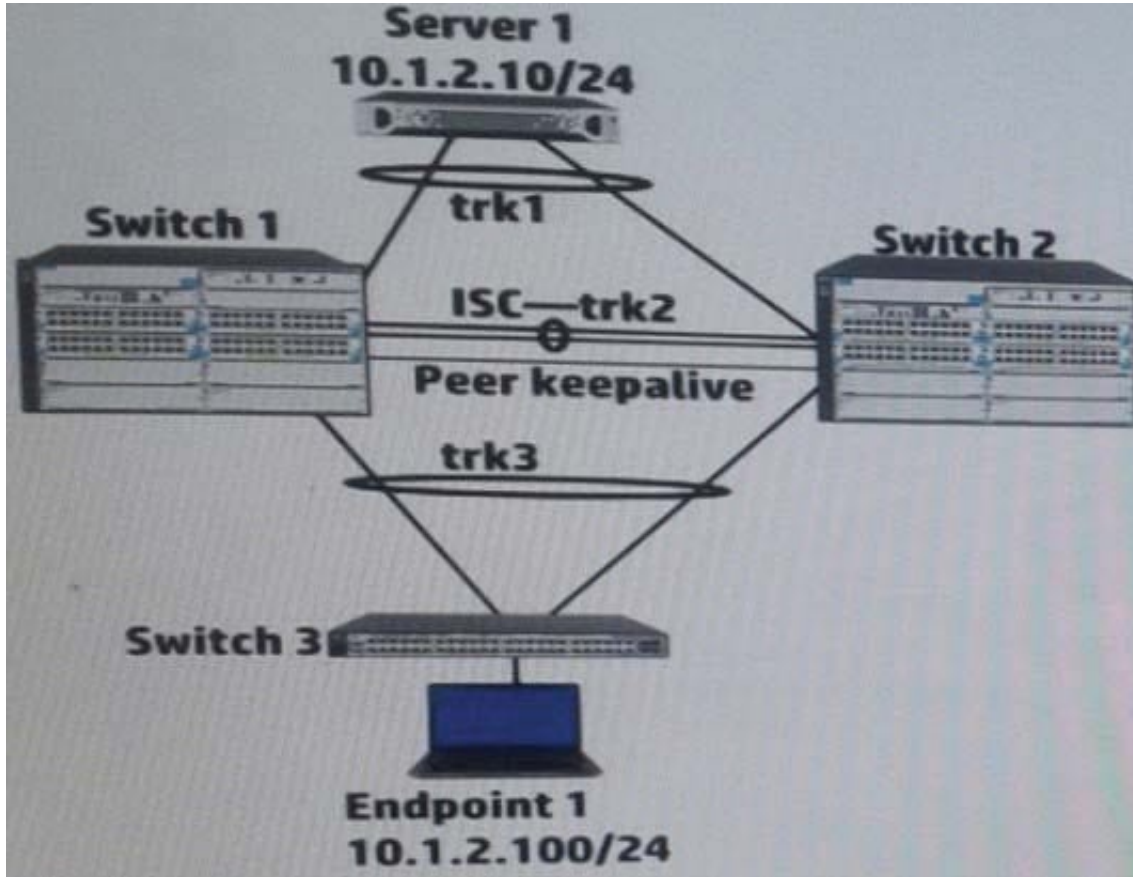 Server 1
10.1.2.10/24
trk1
Switch 1
Switch 2
ISC—trk2
Peer keepalive
trk3
Switch 3
Endpoint 1
10.1.2.100/24